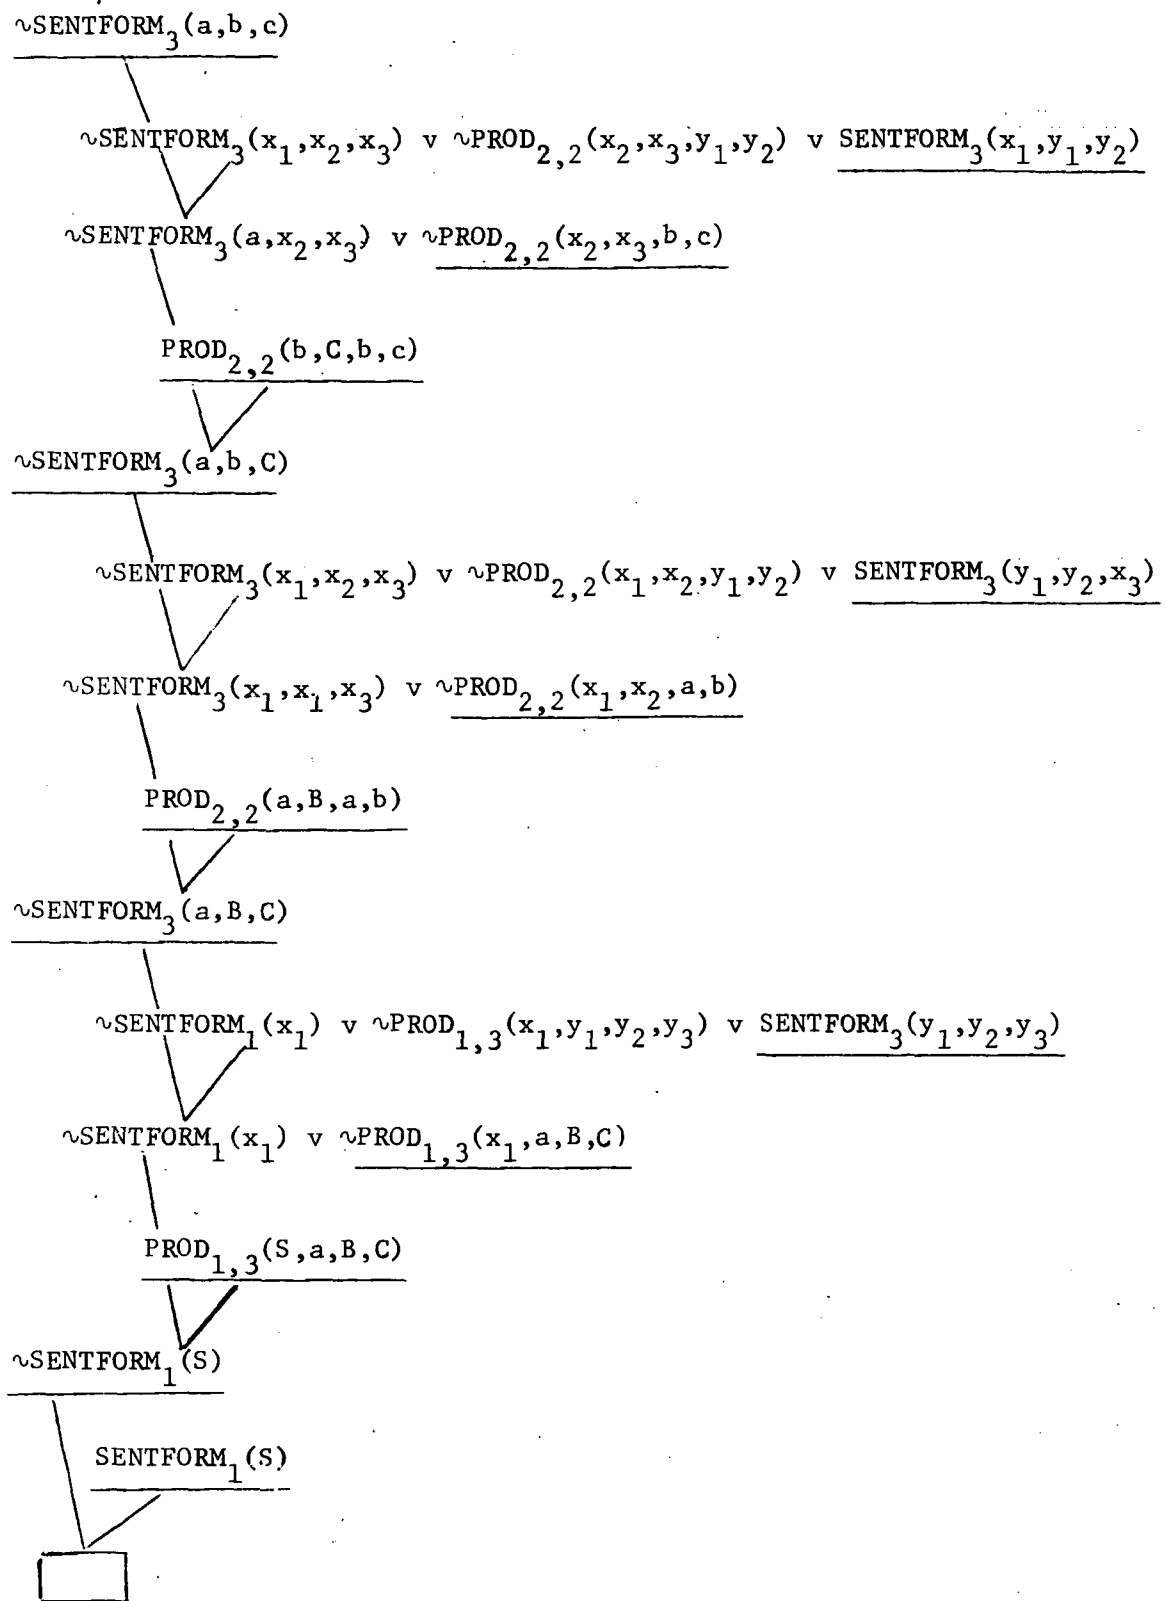 ~SENTFORM₃(a,b,c)
~SENTFORM₃(x₁,x₂,x₃) v ~PROD₂,₂(x₂,x₃,y₁,y₂) v SENTFORM₃(x₁,y₁,y₂)
~SENTFORM₃(a,x₂,x₃) v ~PROD₂,₂(x₂,x₃,b,c)
PROD₂,₂(b,C,b,c)
~SENTFORM₃(a,b,C)
~SENTFORM₃(x₁,x₂,x₃) v ~PROD₂,₂(x₁,x₂,y₁,y₂) v SENTFORM₃(y₁,y₂,x₃)
~SENTFORM₃(x₁,x₁,x₃) v ~PROD₂,₂(x₁,x₂,a,b)
PROD₂,₂(a,B,a,b)
~SENTFORM₃(a,B,C)
~SENTFORM₁(x₁) v ~PROD₁,₃(x₁,y₁,y₂,y₃) v SENTFORM₃(y₁,y₂,y₃)
~SENTFORM₁(x₁) v ~PROD₁,₃(x₁,a,B,C)
PROD₁,₃(S,a,B,C)
~SENTFORM₁(S)
SENTFORM₁(S)